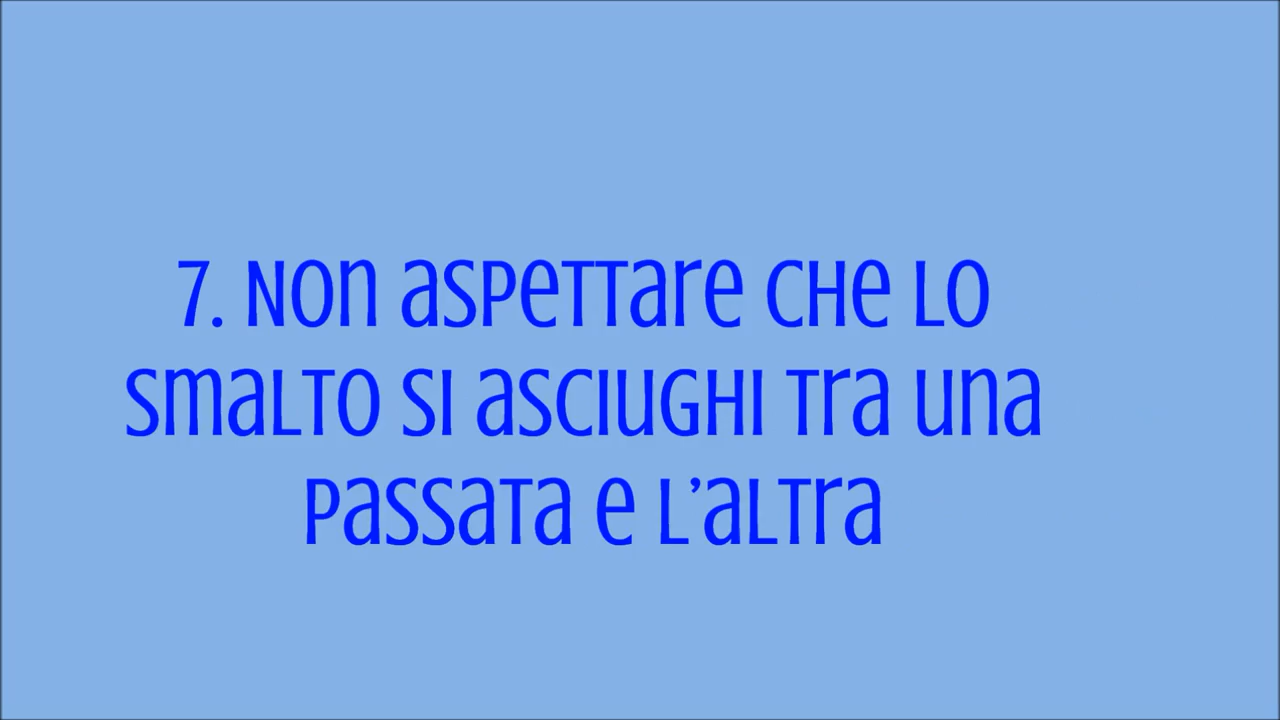 7. Non aspettare che lo
smalto si asciughi tra una
passata e l'altra